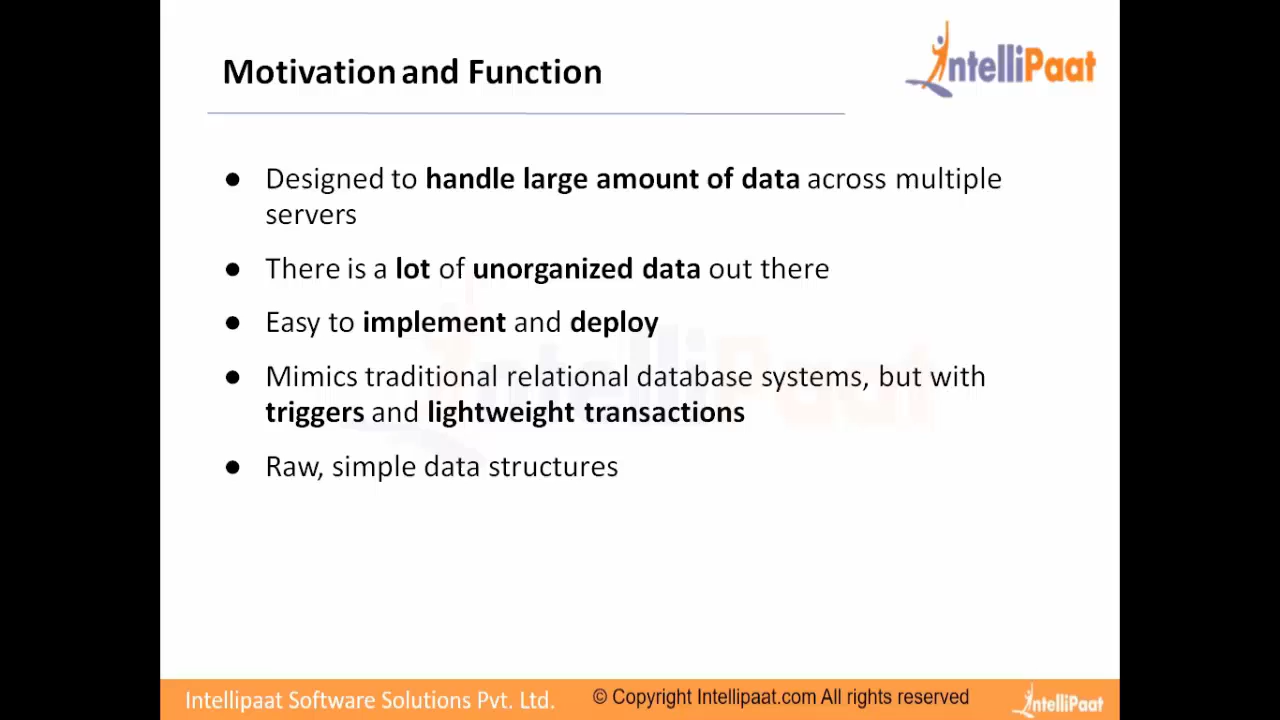 Motivation and Function
IntelliPaat
● Designed to handle large amount of data across multiple
servers
● There is a lot of unorganized data out there
● Easy to implement and deploy
● Mimics traditional relational database systems, but with
triggers and lightweight transactions
● Raw, simple data structures
IntelliPaat
Intellipaat Software Solutions Pvt. Ltd.
© Copyright Intellipaat.com All rights reserved
IntelliPaat